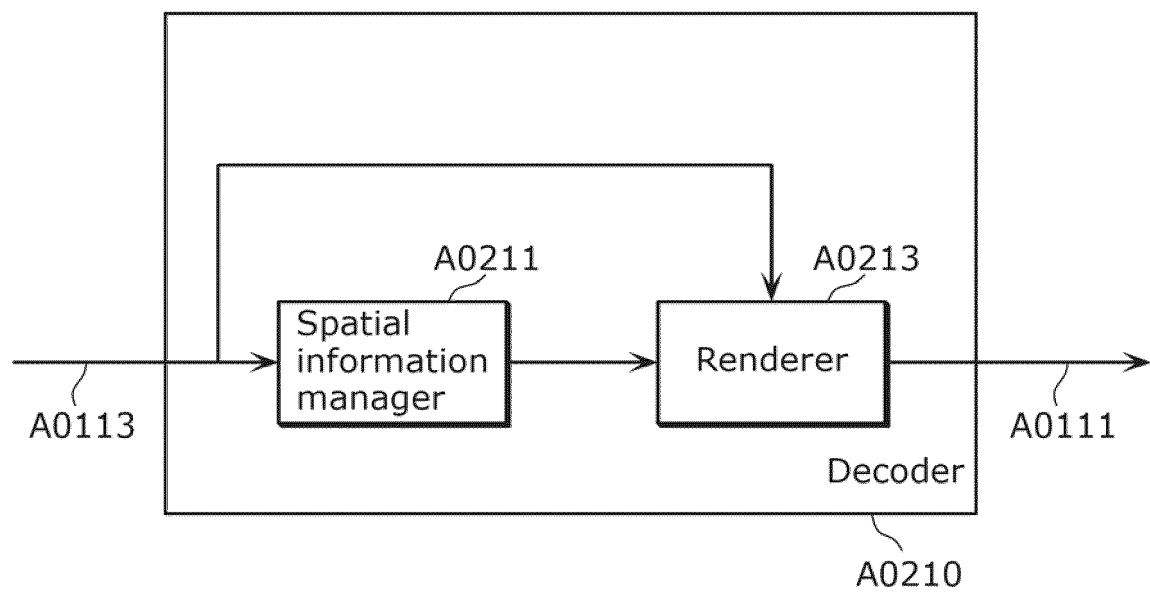 A0211
A0213
Spatial
information
manager
Renderer
A0113
A0111
Decoder
A0210